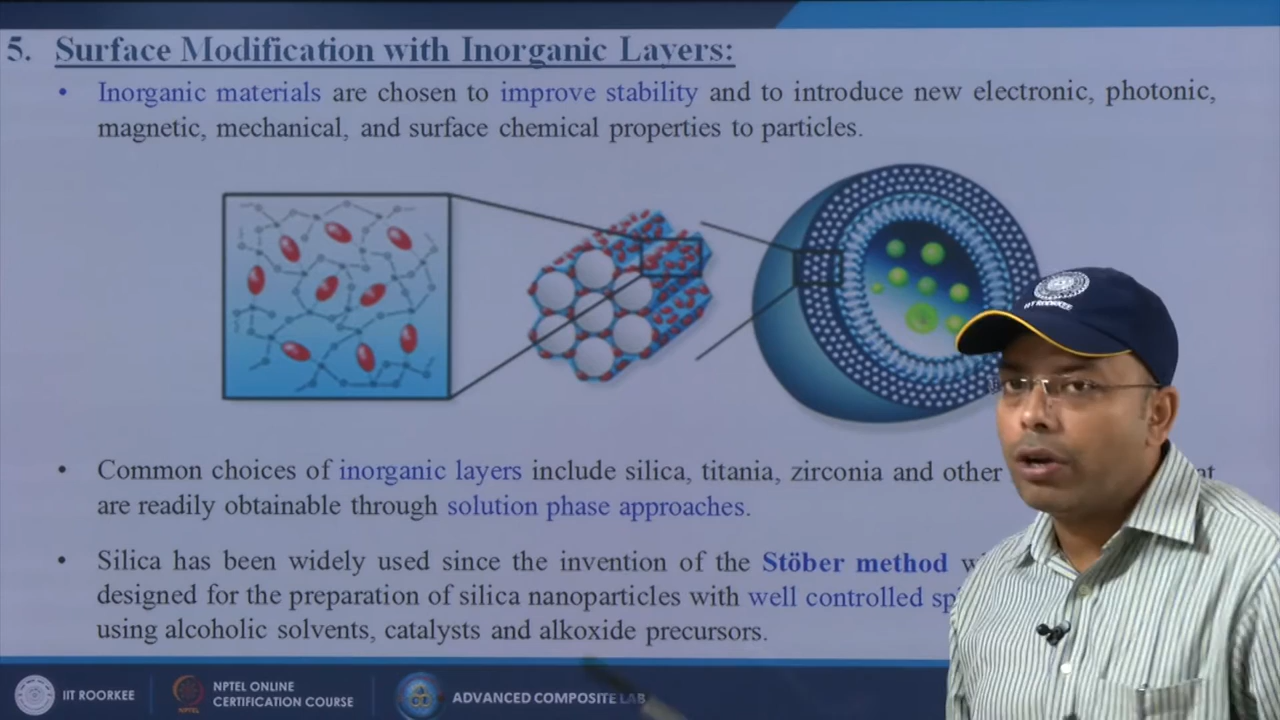 5. Surface Modification with Inorganic Layers:
• Inorganic materials are chosen to improve stability and to introduce new electronic, photonic,
magnetic, mechanical, and surface chemical properties to particles.
• Common choices of inorganic layers include silica, titania, zirconia and other
are readily obtainable through solution phase approaches.
• Silica has been widely used since the invention of the Stöber method
designed for the preparation of silica nanoparticles with well controlled
using alcoholic solvents, catalysts and alkoxide precursors.
IIT ROORKEE
IIT ROORKEE
NPTEL ONLINE
CERTIFICATION COURSE
NPTEL
ADVANCED COMPOSITE LAB